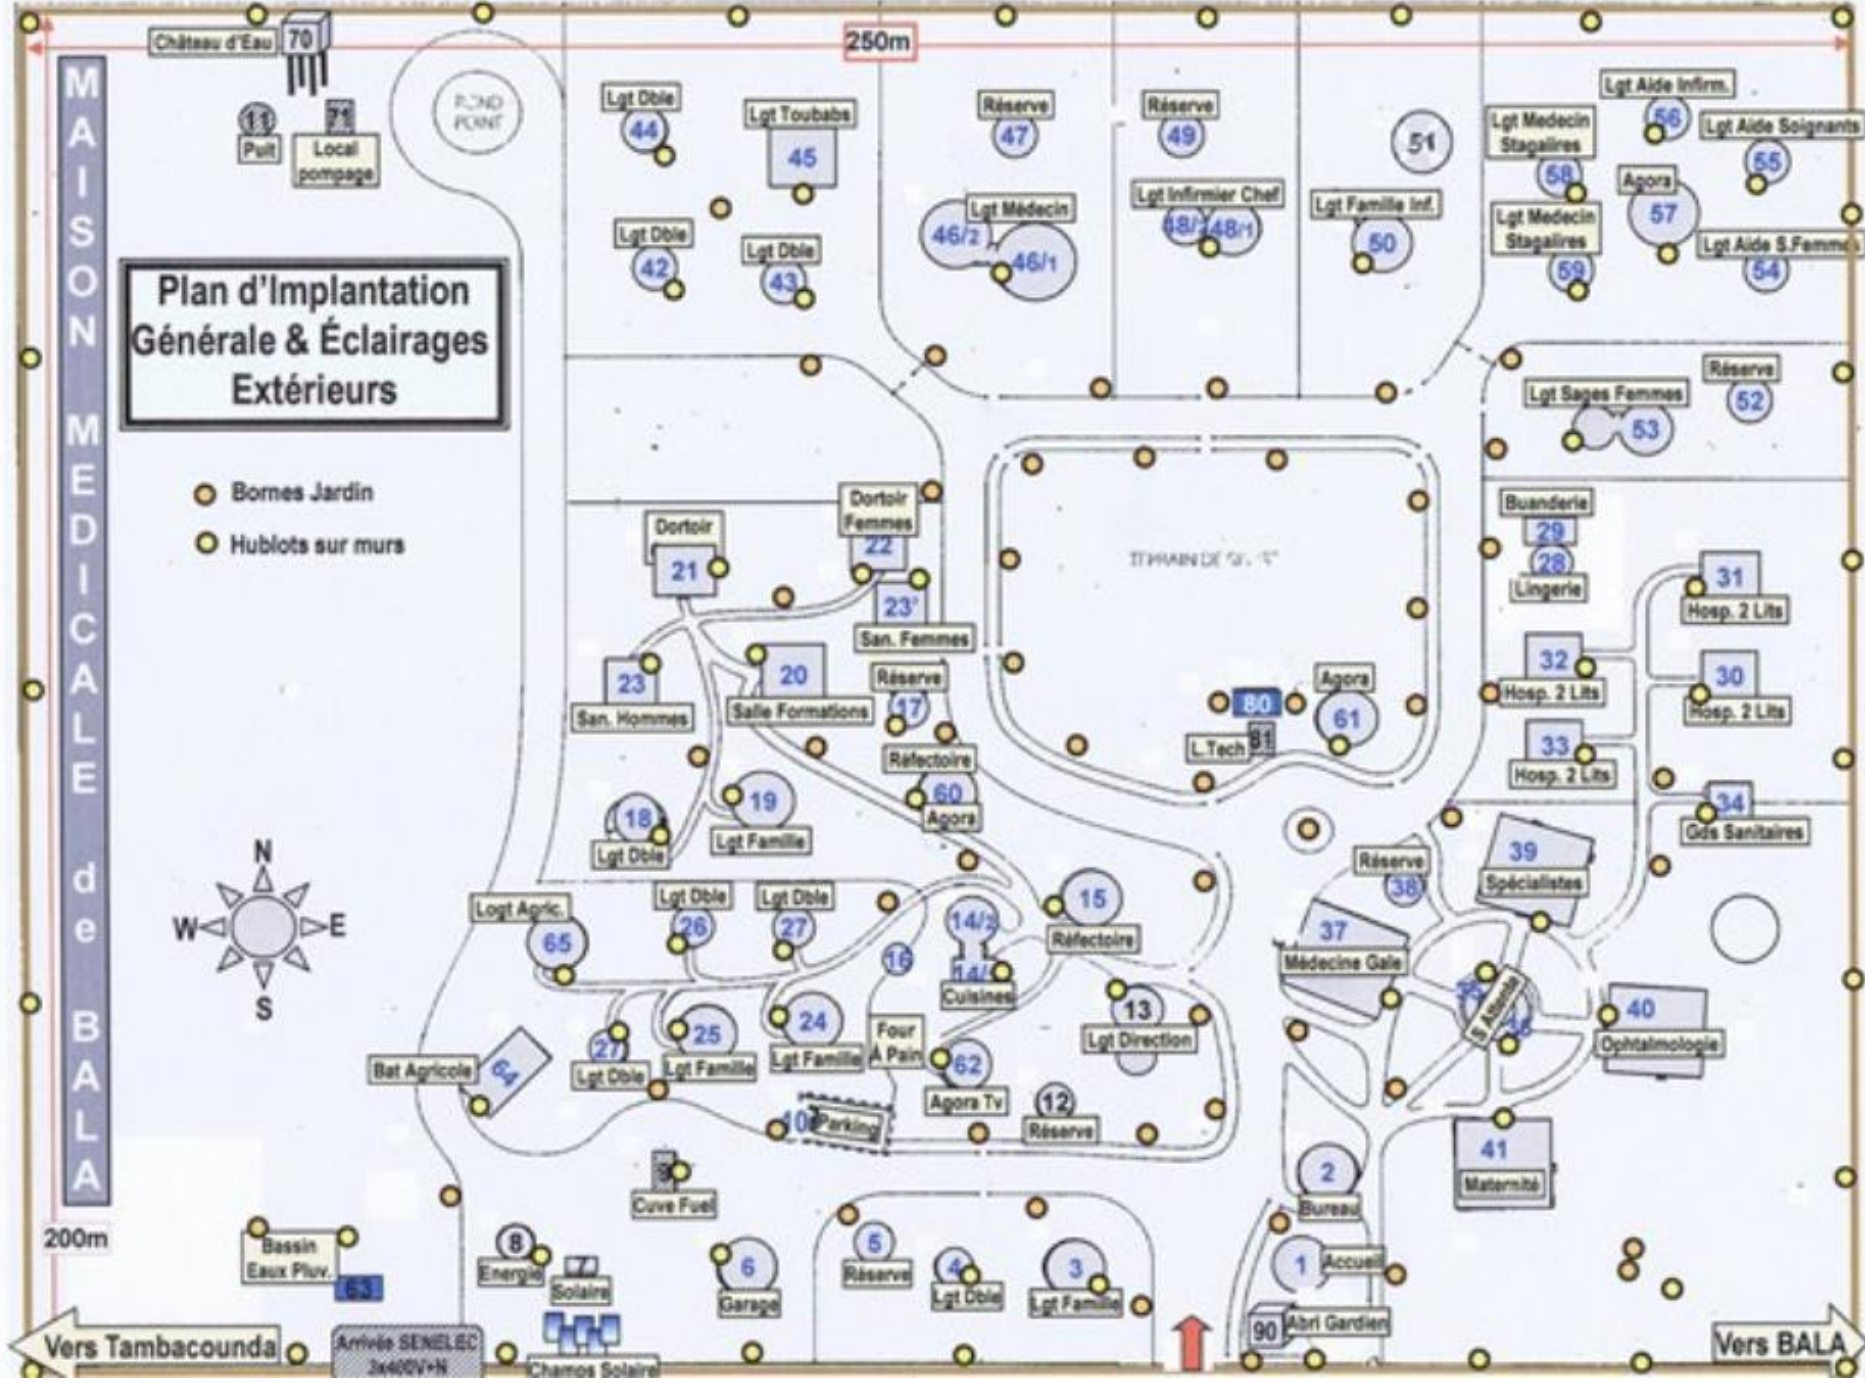 250m
Château d'Eau
70
11
Puit
71
Local
pompage
ROND
POINT
MAISON MEDICALE de BALA
Plan d'Implantation
Générale & Éclairages
Extérieurs
Bornes Jardin
Hublots sur murs
N
W
E
S
200m
Lgt Dble
44
Lgt Toubabs
45
Lgt Dble
42
Lgt Dble
43
Réserve
47
Lgt Médecin
46/2
46/1
Réserve
49
Lgt Infirmier Chef
48/1
51
Lgt Famille Inf.
50
Lgt Aide Infirm.
56
Lgt Medecin
Stagaiires
58
Lgt Aide Soignants
55
Agora
57
Lgt Medecin
Stagaiires
59
Lgt Aide S.Femmes
54
Réserve
52
Lgt Sages Femmes
53
Buanderie
29
28
Lingerie
31
Hosp. 2 Lits
32
Hosp. 2 Lits
30
Hosp. 2 Lits
33
Hosp. 2 Lits
34
Gds Sanitaires
Dortoir
21
Dortoir
Femmes
22
23'
San. Femmes
23
San. Hommes
20
Salle Formations
Réserve
17
Réfectoire
60
Agora
18
Lgt Dble
19
Lgt Famille
TERRAIN DE
80
L.Tech
81
Agora
61
Logt Agric.
65
Lgt Dble
26
Lgt Dble
27
16
14/2
14/
Cuisines
15
Réfectoire
13
Lgt Direction
Four
A Pain
62
Agora Tv
12
Réserve
24
Lgt Famille
25
Lgt Famille
27
Lgt Dble
Bat Agricole
64
10
Parking
Réserve
38
39
Spécialistes
37
Médecine Gale
S Attente
40
Ophtalmologie
41
Maternité
2
Bureau
1
Accueil
90
Abri Gardien
9
Cuve Fuel
Bassin
Eaux Pluv.
63
8
Energie
7
Solaire
Champs Solaire
6
Garage
5
Réserve
4
Lgt Dble
3
Lgt Famille
Vers Tambacounda
Arrivée SENELEC
3x400V+N
Vers BALA